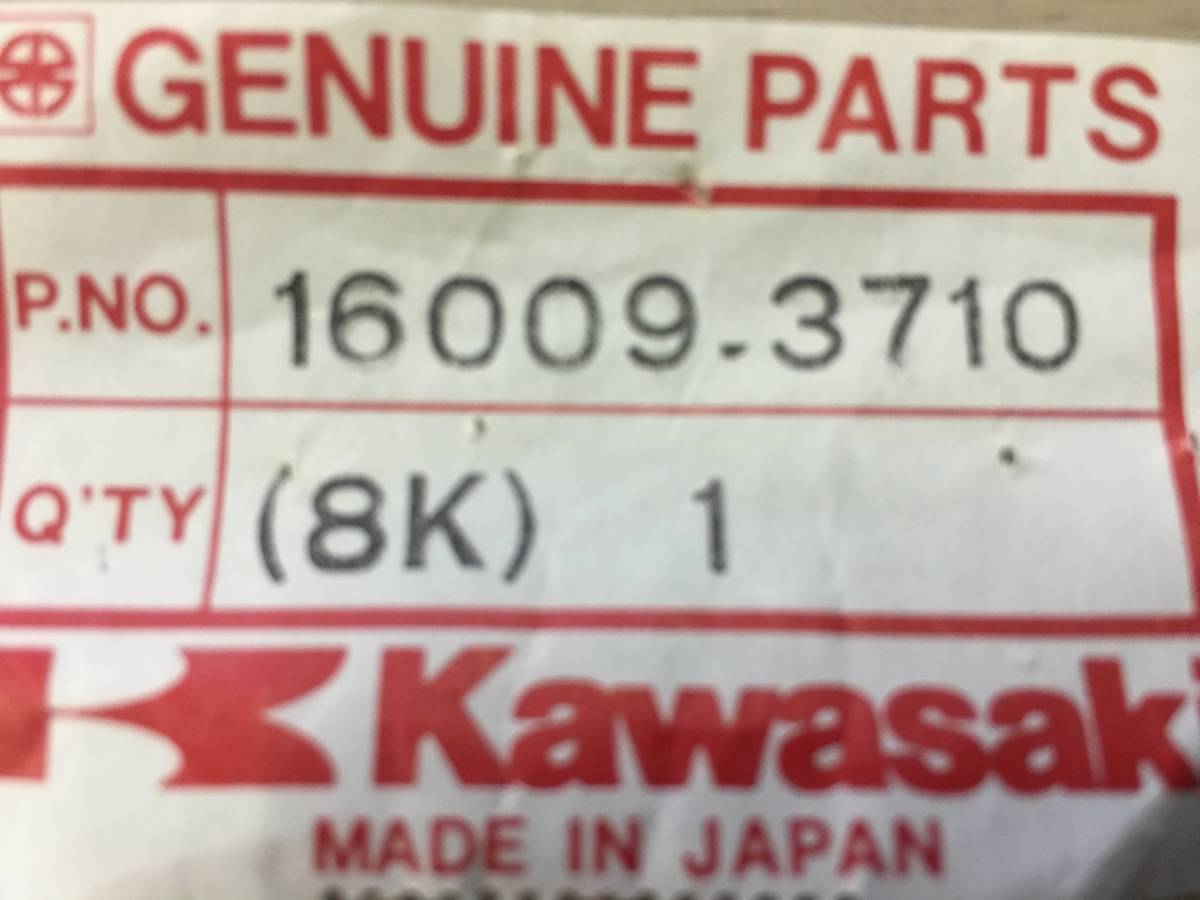 GENUINE PARTS
P.NO. 16009-3710
Q'TY (8K) 1
Kawasaki
MADE IN JAPAN